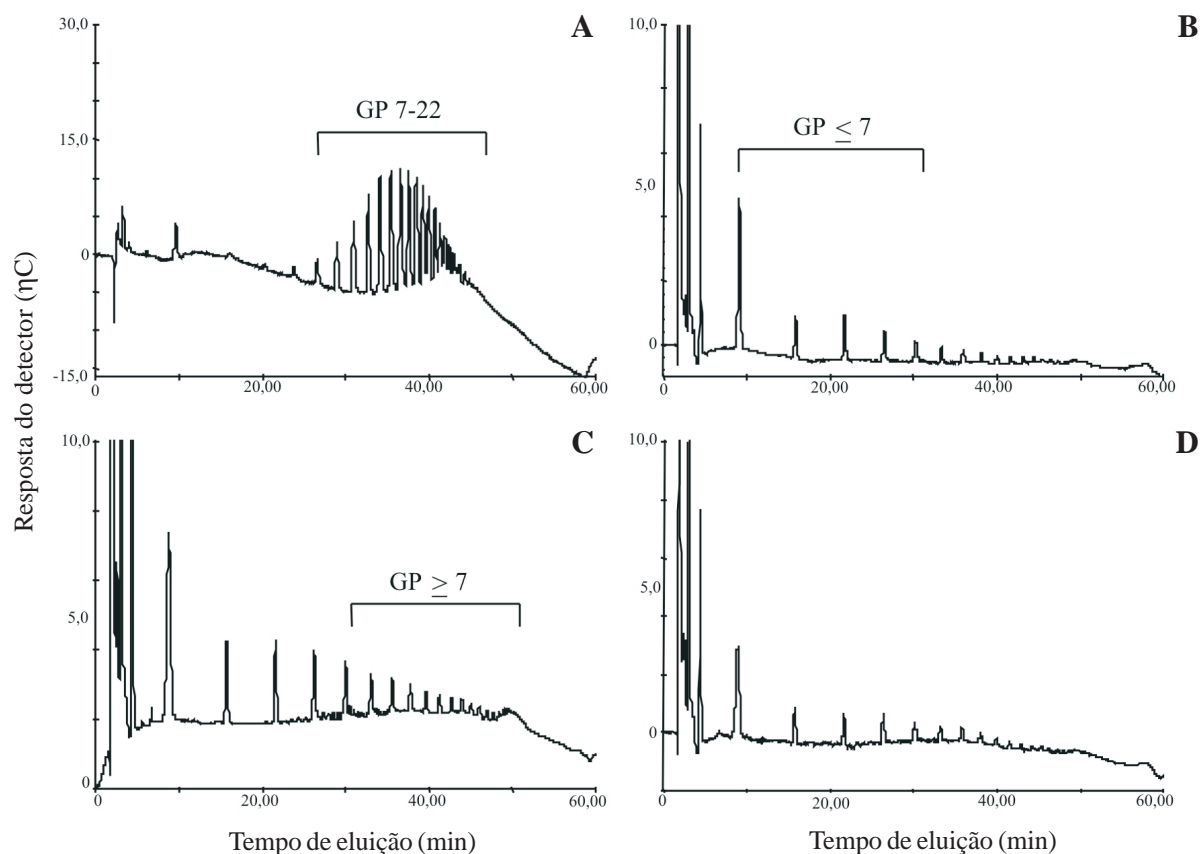 A
30,0
15,0
0
-15,0
GP 7-22
0
20,00
40,00
60,00
B
10,0
5,0
0
GP ≤ 7
0
20,00
40,00
60,00
Resposta do detector (ηC)
C
10,0
5,0
0
GP ≥ 7
0
20,00
40,00
60,00
Tempo de eluição (min)
D
10,0
5,0
0
0
20,00
40,00
60,00
Tempo de eluição (min)